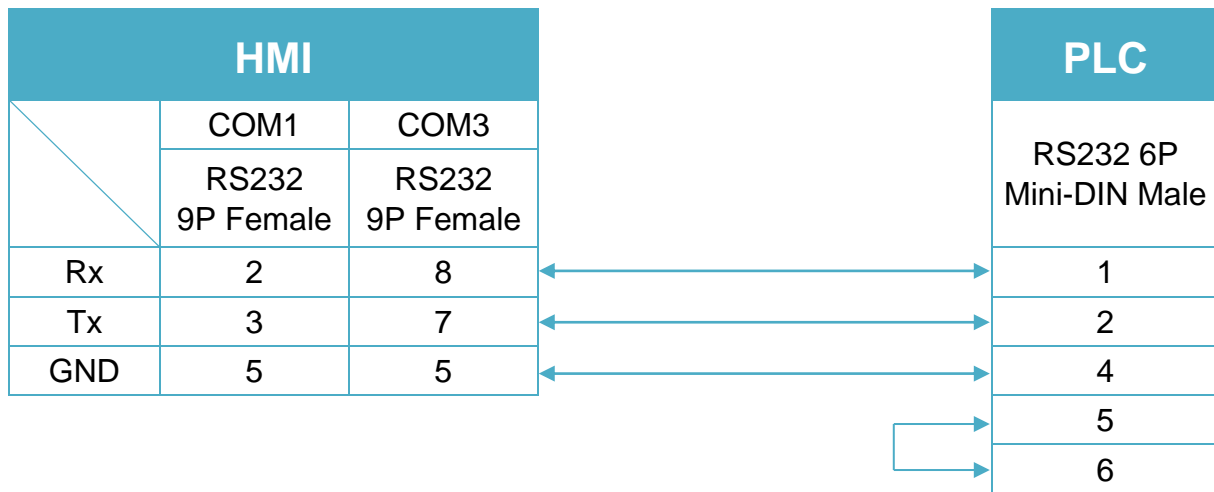 HMI PLC
COM1 COM3
RS232 6P
Mini-DIN Male
RS232 RS232
9P Female 9P Female
Rx 2 8 1
Tx 3 7 2
GND 5 5 4
5
6